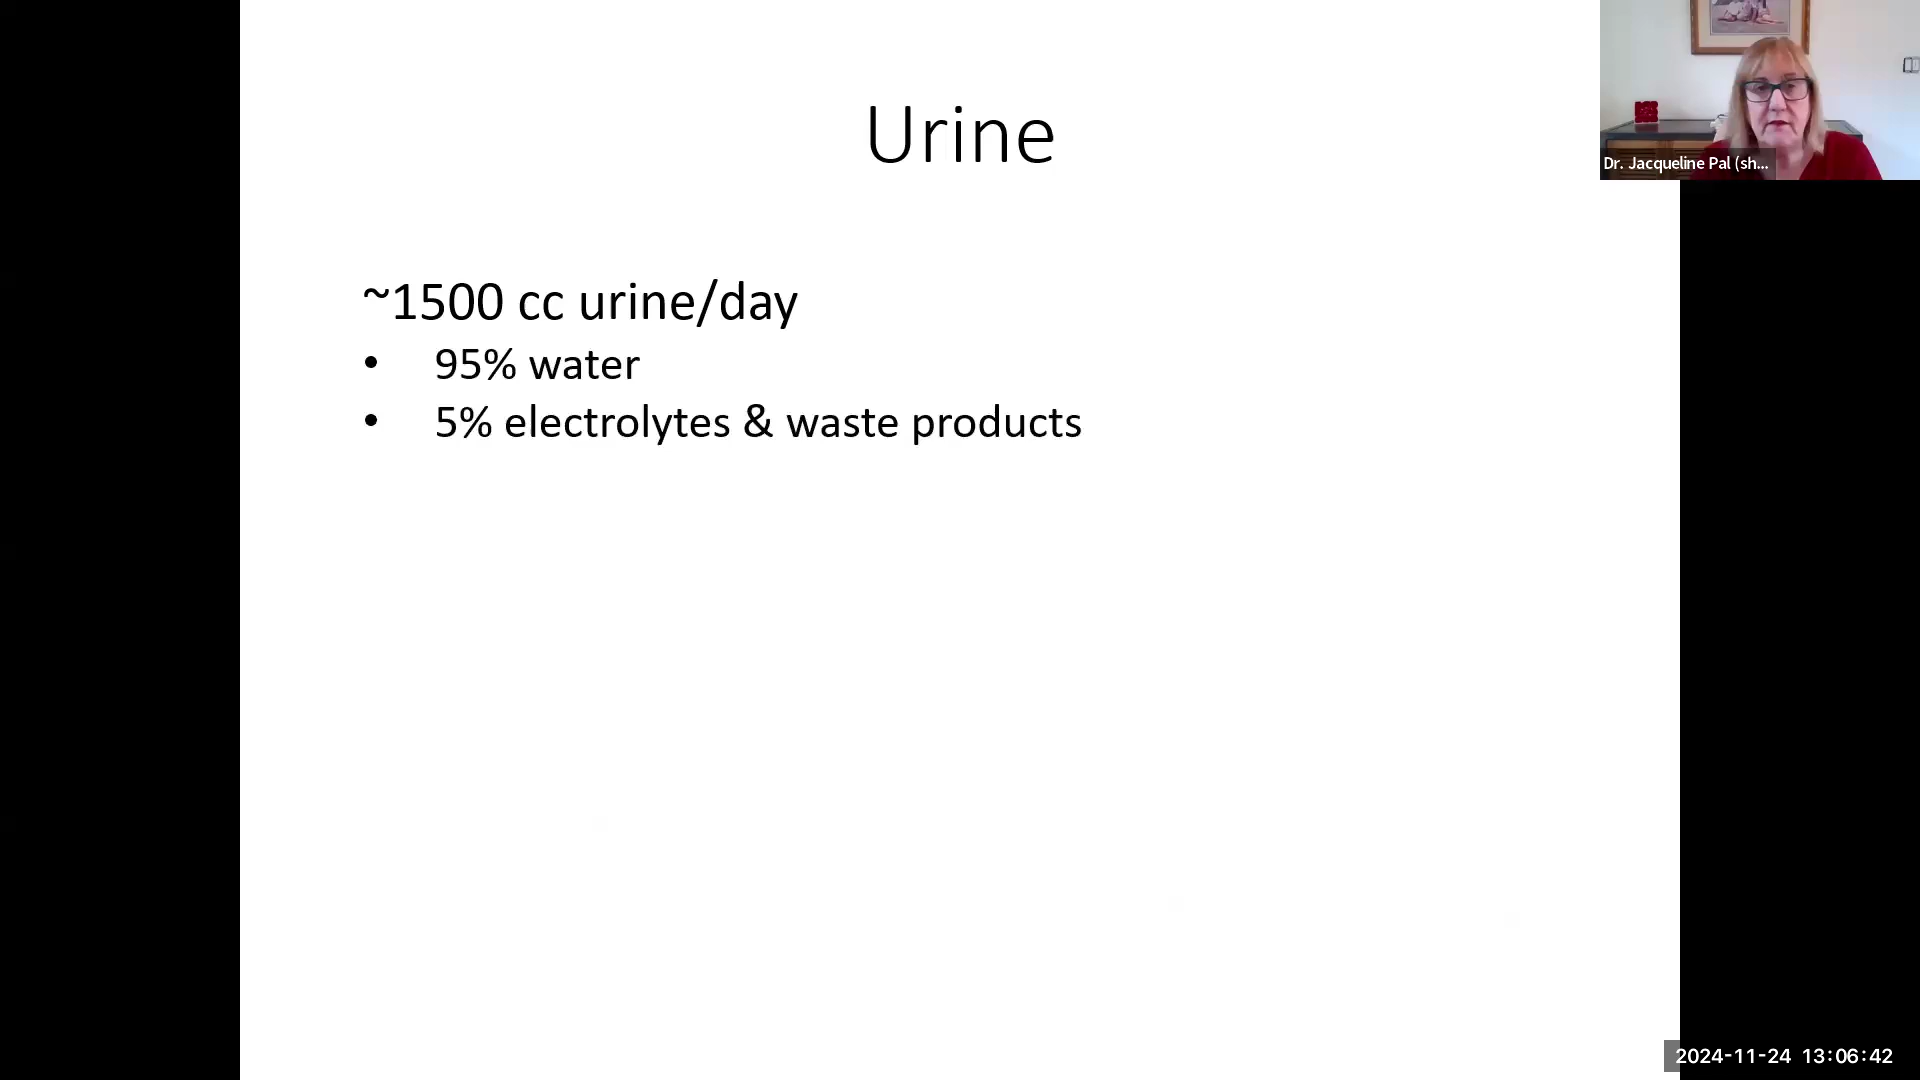 Urine
~1500 cc urine/day
• 95% water
• 5% electrolytes & waste products
Dr. Jacqueline Pal (sh...
2024-11-24 13:06:42